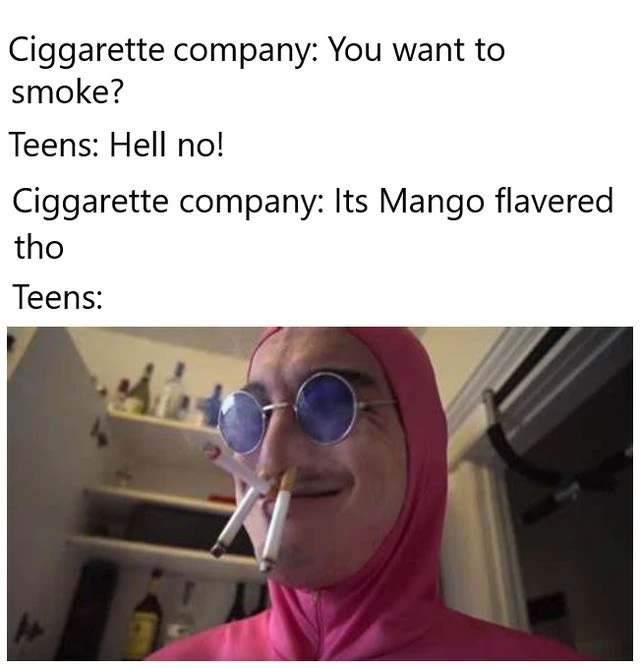 Ciggarette company: You want to
smoke?
Teens: Hell no!
Ciggarette company: Its Mango flavered
tho
Teens: